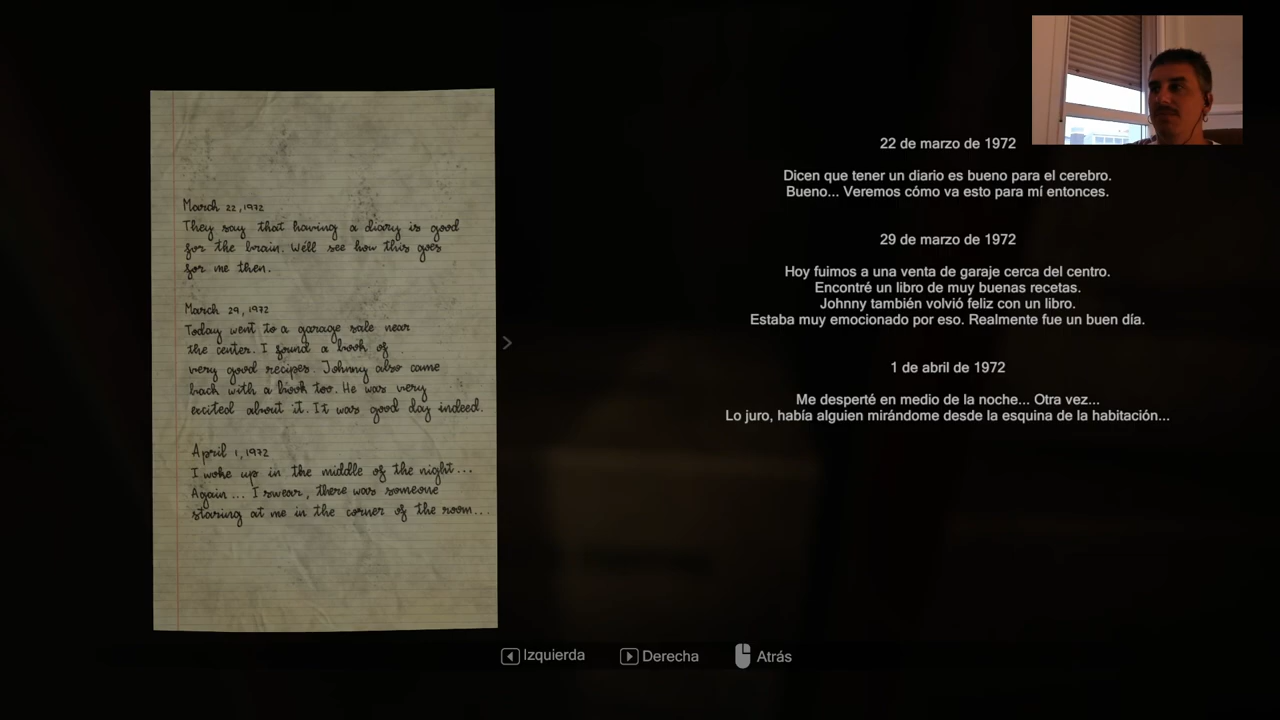 March 22, 1972
They say that having a diary is good
for the brain. We'll see how this goes
for me then.
March 29, 1972
Today went to a garage sale near
the center. I found a book of
very good recipes. Johnny also came
back with a book too. He was very
excited about it. It was good day indeed.
April 1, 1972
I woke up in the middle of the night...
Again... I swear, there was someone
staring at me in the corner of the room...
22 de marzo de 1972
Dicen que tener un diario es bueno para el cerebro.
Bueno... Veremos cómo va esto para mí entonces.
29 de marzo de 1972
Hoy fuimos a una venta de garaje cerca del centro.
Encontré un libro de muy buenas recetas.
Johnny también volvió feliz con un libro.
Estaba muy emocionado por eso. Realmente fue un buen día.
1 de abril de 1972
Me desperté en medio de la noche... Otra vez...
Lo juro, había alguien mirándome desde la esquina de la habitación...
Izquierda
Derecha
Atrás